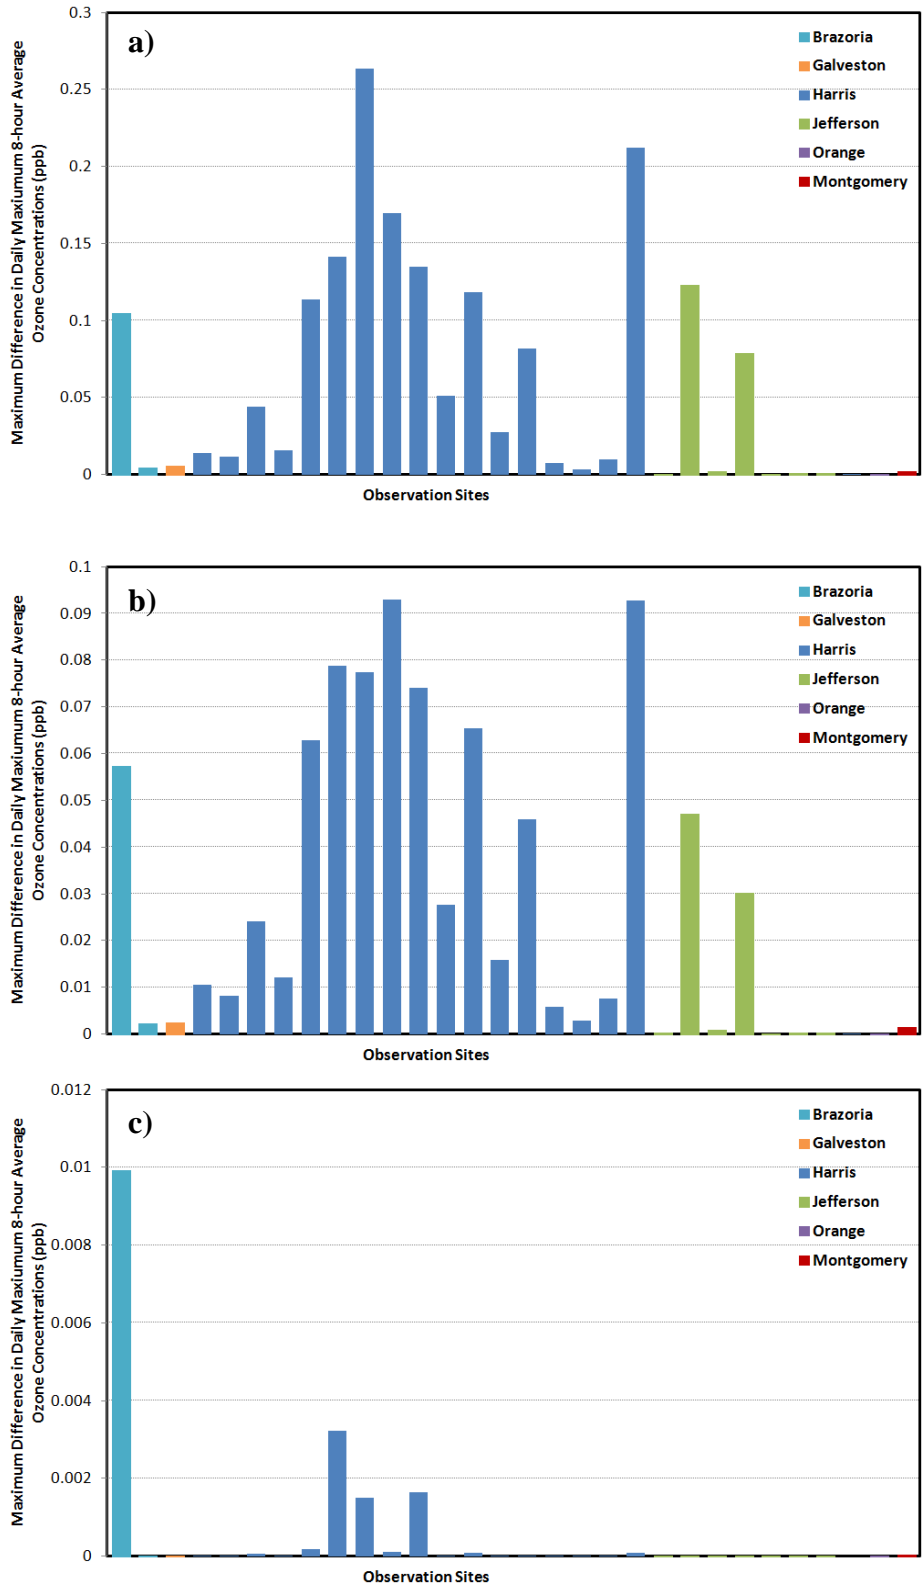 a)
Maximum Difference in Daily Maxiumum 8-hour Average
Ozone Concentrations (ppb)
0.3
0.25
0.2
0.15
0.1
0.05
0
Brazoria
Galveston
Harris
Jefferson
Orange
Montgomery
Observation Sites
b)
Maximum Difference in Daily Maxiumum 8-hour Average
Ozone Concentrations (ppb)
0.1
0.09
0.08
0.07
0.06
0.05
0.04
0.03
0.02
0.01
0
Brazoria
Galveston
Harris
Jefferson
Orange
Montgomery
Observation Sites
c)
Maximum Difference in Daily Maxiumum 8-hour Average
Ozone Concentrations (ppb)
0.012
0.01
0.008
0.006
0.004
0.002
0
Brazoria
Galveston
Harris
Jefferson
Orange
Montgomery
Observation Sites